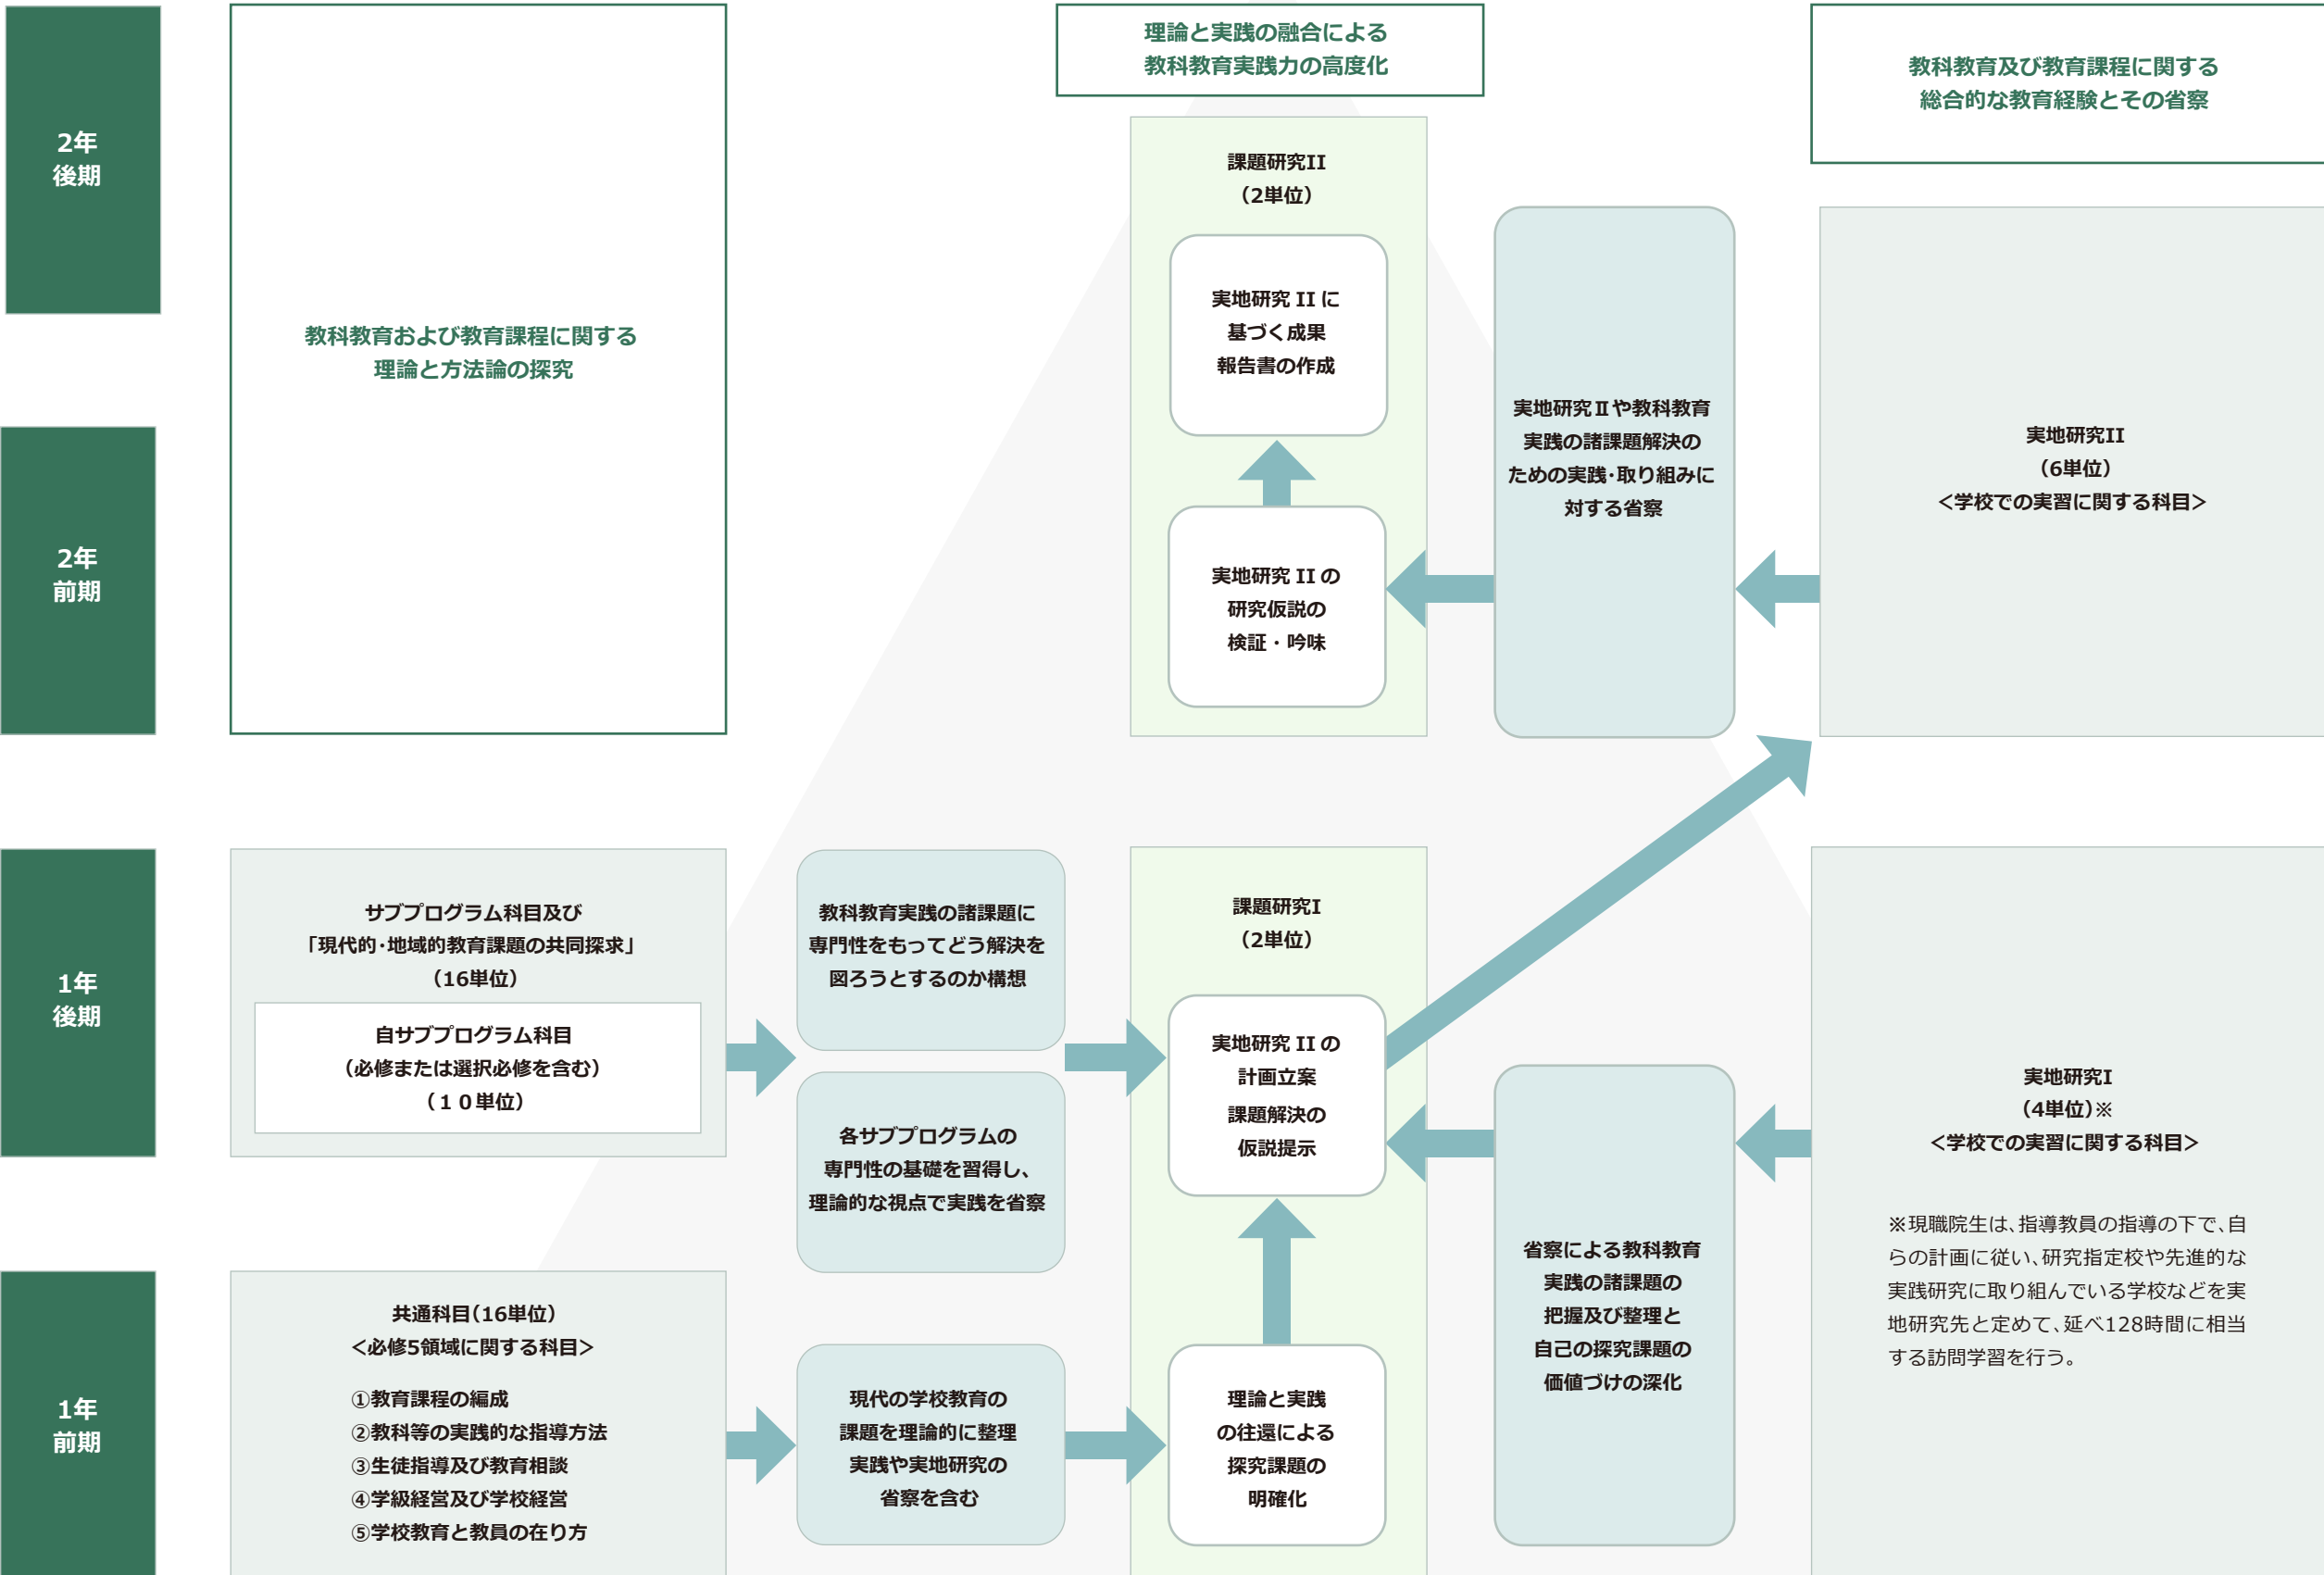 2年
後期
教科教育および教育課程に関する
理論と方法論の探究
理論と実践の融合による
教科教育実践力の高度化
教科教育及び教育課程に関する
総合的な教育経験とその省察
課題研究II
（2単位）
実地研究 II に
基づく成果
報告書の作成
実地研究Ⅱや教科教育
実践の諸課題解決の
ための実践・取り組みに
対する省察
実地研究II
（6単位）
＜学校での実習に関する科目＞
2年
前期
実地研究 II の
研究仮説の
検証・吟味
1年
後期
サブプログラム科目及び
「現代的・地域的教育課題の共同探求」
（16単位）
自サブプログラム科目
（必修または選択必修を含む）
（１０単位）
教科教育実践の諸課題に
専門性をもってどう解決を
図ろうとするのか構想
各サブプログラムの
専門性の基礎を習得し、
理論的な視点で実践を省察
課題研究I
（2単位）
実地研究 II の
計画立案
課題解決の
仮説提示
省察による教科教育
実践の諸課題の
把握及び整理と
自己の探究課題の
価値づけの深化
実地研究I
（4単位）※
＜学校での実習に関する科目＞
※現職院生は、指導教員の指導の下で、自
らの計画に従い、研究指定校や先進的な
実践研究に取り組んでいる学校などを実
地研究先と定めて、延べ128時間に相当
する訪問学習を行う。
1年
前期
共通科目（16単位）
＜必修5領域に関する科目＞
①教育課程の編成
②教科等の実践的な指導方法
③生徒指導及び教育相談
④学級経営及び学校経営
⑤学校教育と教員の在り方
現代の学校教育の
課題を理論的に整理
実践や実地研究の
省察を含む
理論と実践
の往還による
探究課題の
明確化